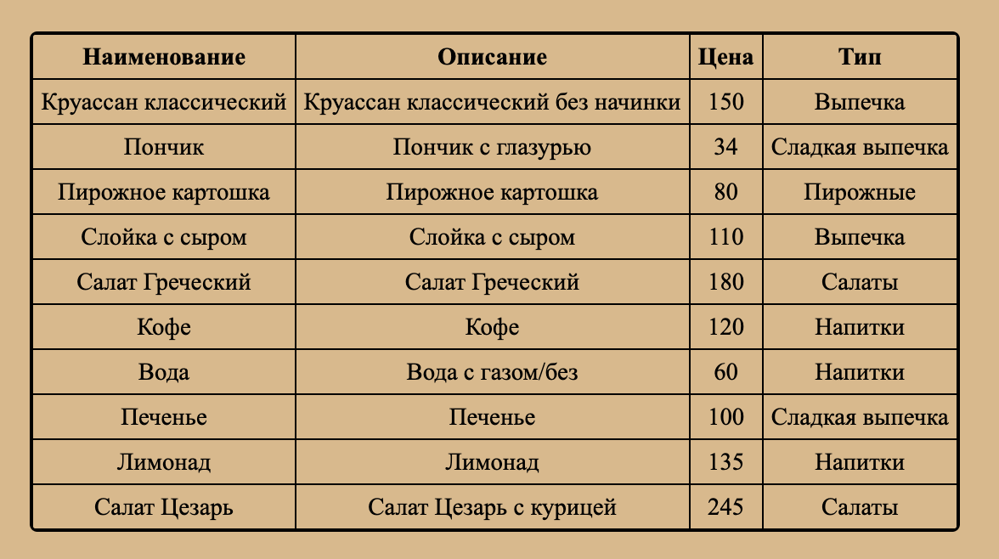 Наименование Описание Цена Тип
Круассан классический Круассан классический без начинки 150 Выпечка
Пончик Пончик с глазурью 34 Сладкая выпечка
Пирожное картошка Пирожное картошка 80 Пирожные
Слойка с сыром Слойка с сыром 110 Выпечка
Салат Греческий Салат Греческий 180 Салаты
Кофе Кофе 120 Напитки
Вода Вода с газом/без 60 Напитки
Печенье Печенье 100 Сладкая выпечка
Лимонад Лимонад 135 Напитки
Салат Цезарь Салат Цезарь с курицей 245 Салаты